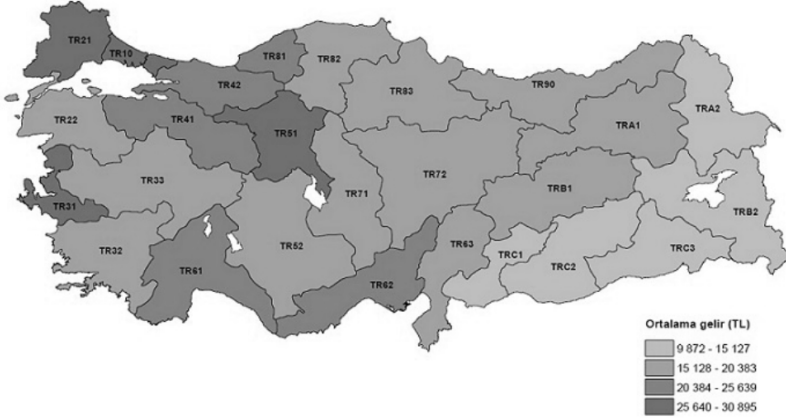 TR21
TR10
TR81
TR82
TR42
TR83
TR90
TRA2
TR22
TR41
TR51
TRA1
TR33
TR71
TR72
TRB1
TR31
TRB2
TR32
TR52
TR63
TRC1
TRC2
TRC3
TR61
TR62
Ortalama gelir (TL)
9 872 - 15 127
15 128 - 20 383
20 384 - 25 639
25 640 - 30 895